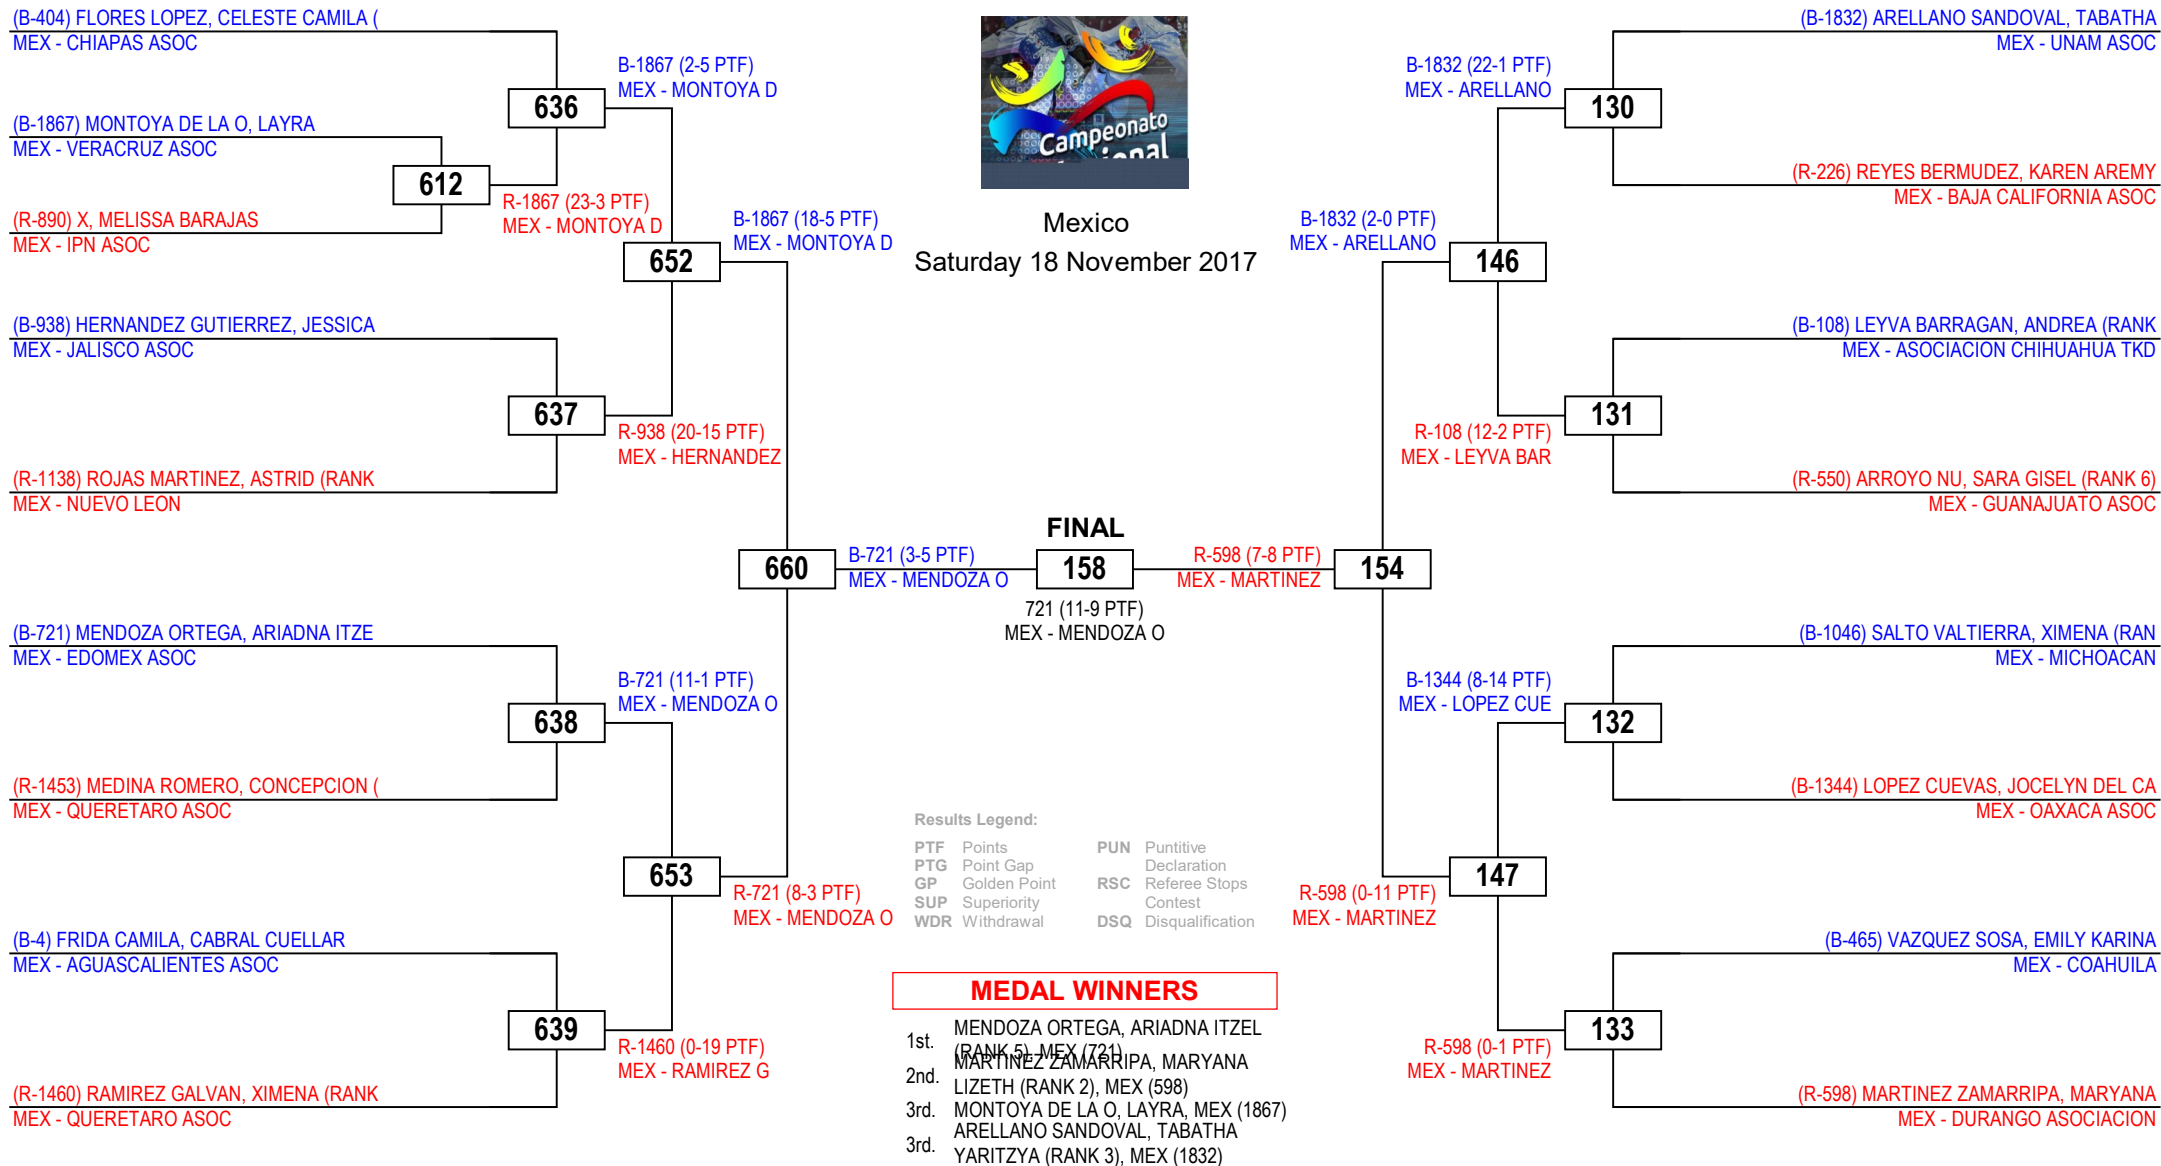 (B-404) FLORES LOPEZ, CELESTE CAMILA (
MEX - CHIAPAS ASOC
(B-1867) MONTOYA DE LA O, LAYRA
MEX - VERACRUZ ASOC
(R-890) X, MELISSA BARAJAS
MEX - IPN ASOC
(B-938) HERNANDEZ GUTIERREZ, JESSICA
MEX - JALISCO ASOC
(R-1138) ROJAS MARTINEZ, ASTRID (RANK
MEX - NUEVO LEON
(B-721) MENDOZA ORTEGA, ARIADNA ITZE
MEX - EDOMEX ASOC
(R-1453) MEDINA ROMERO, CONCEPCION (
MEX - QUERETARO ASOC
(B-4) FRIDA CAMILA, CABRAL CUELLAR
MEX - AGUASCALIENTES ASOC
(R-1460) RAMIREZ GALVAN, XIMENA (RANK
MEX - QUERETARO ASOC
612
R-1867 (23-3 PTF)
MEX - MONTOYA D
636
B-1867 (2-5 PTF)
MEX - MONTOYA D
637
R-938 (20-15 PTF)
MEX - HERNANDEZ
638
B-721 (11-1 PTF)
MEX - MENDOZA O
639
R-1460 (0-19 PTF)
MEX - RAMIREZ G
652
B-1867 (18-5 PTF)
MEX - MONTOYA D
653
R-721 (8-3 PTF)
MEX - MENDOZA O
660
B-721 (3-5 PTF)
MEX - MENDOZA O
Campeonato
Mexico
Saturday 18 November 2017
FINAL
158
721 (11-9 PTF)
MEX - MENDOZA O
R-598 (7-8 PTF)
MEX - MARTINEZ
154
B-1832 (2-0 PTF)
MEX - ARELLANO
146
R-598 (0-11 PTF)
MEX - MARTINEZ
147
B-1832 (22-1 PTF)
MEX - ARELLANO
130
R-108 (12-2 PTF)
MEX - LEYVA BAR
131
B-1344 (8-14 PTF)
MEX - LOPEZ CUE
132
R-598 (0-1 PTF)
MEX - MARTINEZ
133
(B-1832) ARELLANO SANDOVAL, TABATHA
MEX - UNAM ASOC
(R-226) REYES BERMUDEZ, KAREN AREMY
MEX - BAJA CALIFORNIA ASOC
(B-108) LEYVA BARRAGAN, ANDREA (RANK
MEX - ASOCIACION CHIHUAHUA TKD
(R-550) ARROYO NU, SARA GISEL (RANK 6)
MEX - GUANAJUATO ASOC
(B-1046) SALTO VALTIERRA, XIMENA (RAN
MEX - MICHOACAN
(B-1344) LOPEZ CUEVAS, JOCELYN DEL CA
MEX - OAXACA ASOC
(B-465) VAZQUEZ SOSA, EMILY KARINA
MEX - COAHUILA
(R-598) MARTINEZ ZAMARRIPA, MARYANA
MEX - DURANGO ASOCIACION
Results Legend:
PTF Points
PTG Point Gap
GP Golden Point
SUP Superiority
WDR Withdrawal
PUN Puntitive
Declaration
RSC Referee Stops
Contest
DSQ Disqualification
MEDAL WINNERS
1st. MENDOZA ORTEGA, ARIADNA ITZEL
(RANK 5), MEX (721)
2nd. MARTINEZ ZAMARRIPA, MARYANA
LIZETH (RANK 2), MEX (598)
3rd. MONTOYA DE LA O, LAYRA, MEX (1867)
3rd. ARELLANO SANDOVAL, TABATHA
YARITZYA (RANK 3), MEX (1832)